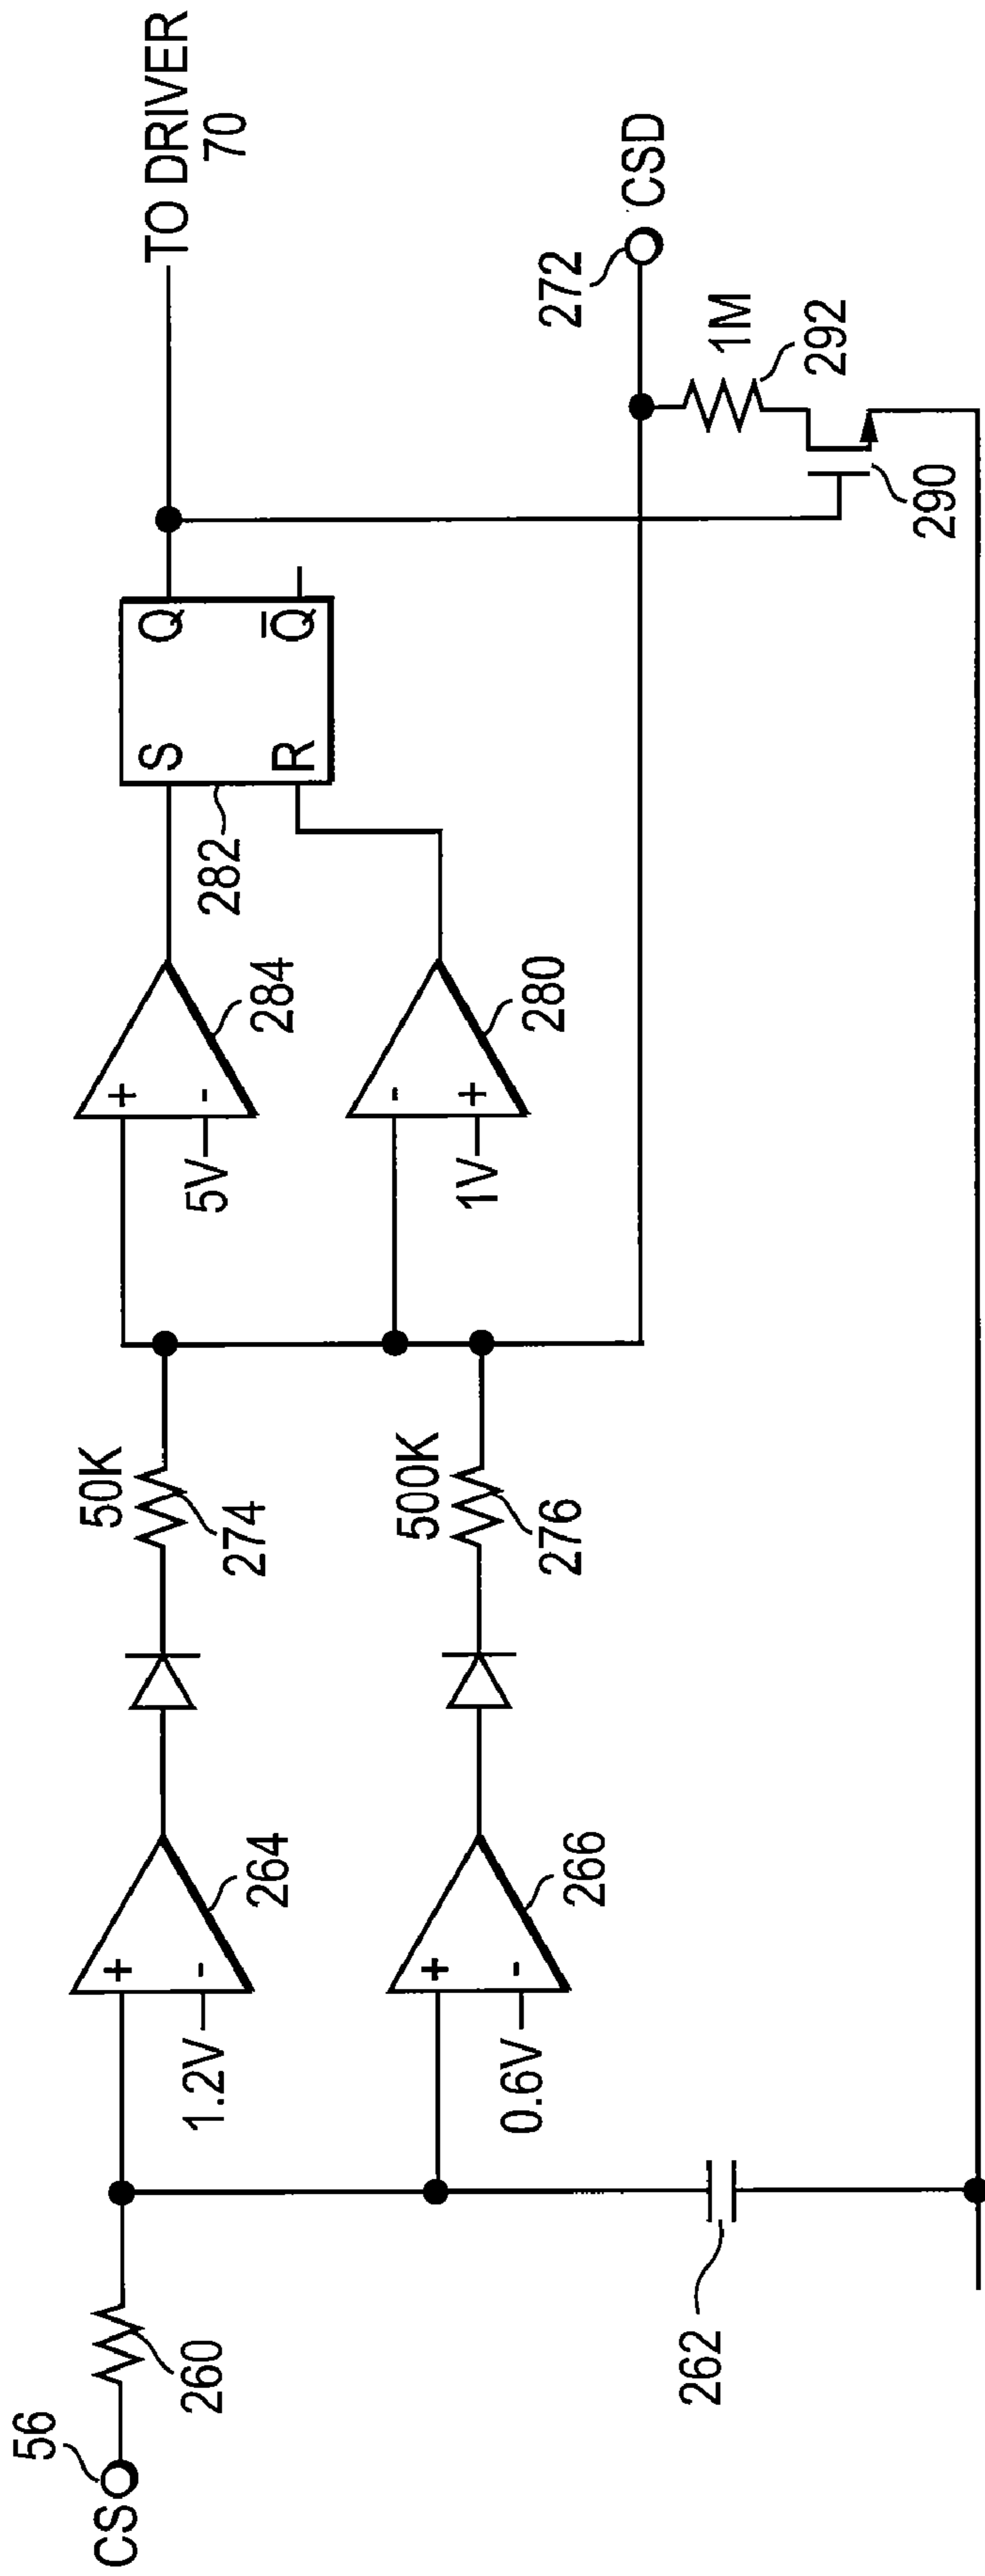 56
CS
260
262
1.2V
+
-
264
0.6V
+
-
266
50K
274
500K
276
5V
+
-
284
1V
-
+
280
S
R
Q
Q̅
282
TO DRIVER
70
272
CSD
1M
292
290